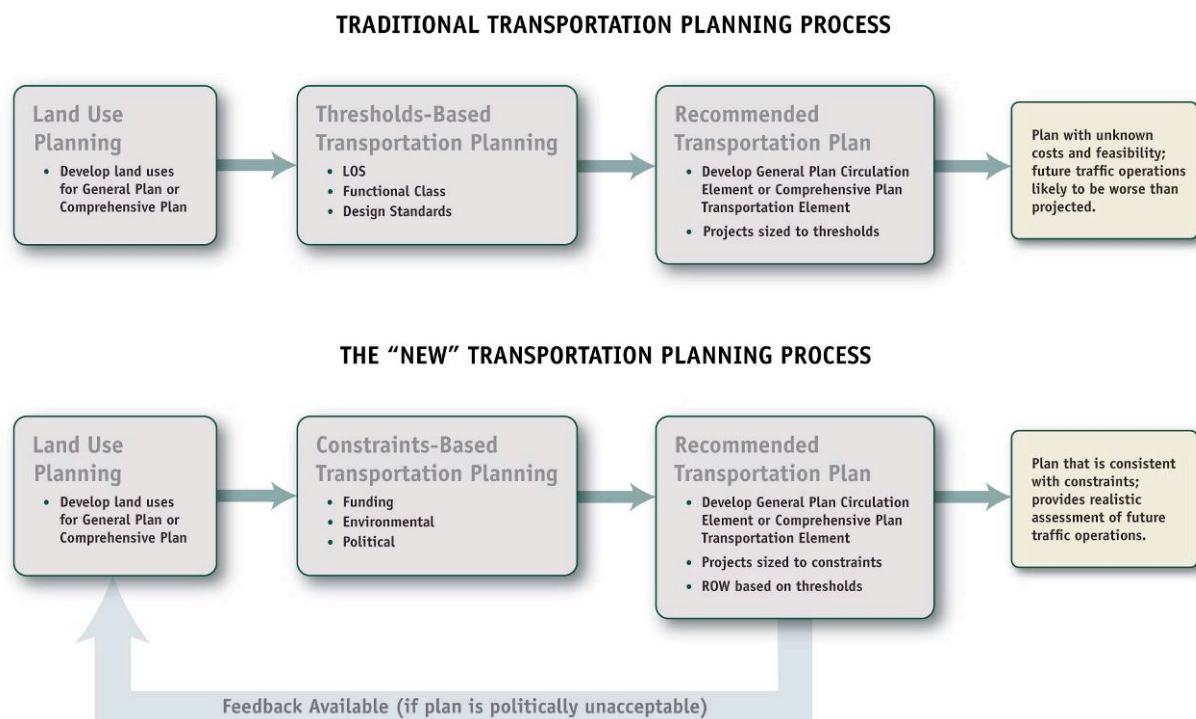 TRADITIONAL TRANSPORTATION PLANNING PROCESS
Land Use
Planning
• Develop land uses
for General Plan or
Comprehensive Plan
Thresholds-Based
Transportation Planning
• LOS
• Functional Class
• Design Standards
Recommended
Transportation Plan
• Develop General Plan Circulation
Element or Comprehensive Plan
Transportation Element
• Projects sized to thresholds
Plan with unknown
costs and feasibility;
future traffic operations
likely to be worse than
projected.
THE “NEW” TRANSPORTATION PLANNING PROCESS
Land Use
Planning
• Develop land uses
for General Plan or
Comprehensive Plan
Constraints-Based
Transportation Planning
• Funding
• Environmental
• Political
Recommended
Transportation Plan
• Develop General Plan Circulation
Element or Comprehensive Plan
Transportation Element
• Projects sized to constraints
• ROW based on thresholds
Plan that is consistent
with constraints;
provides realistic
assessment of future
traffic operations.
Feedback Available (if plan is politically unacceptable)